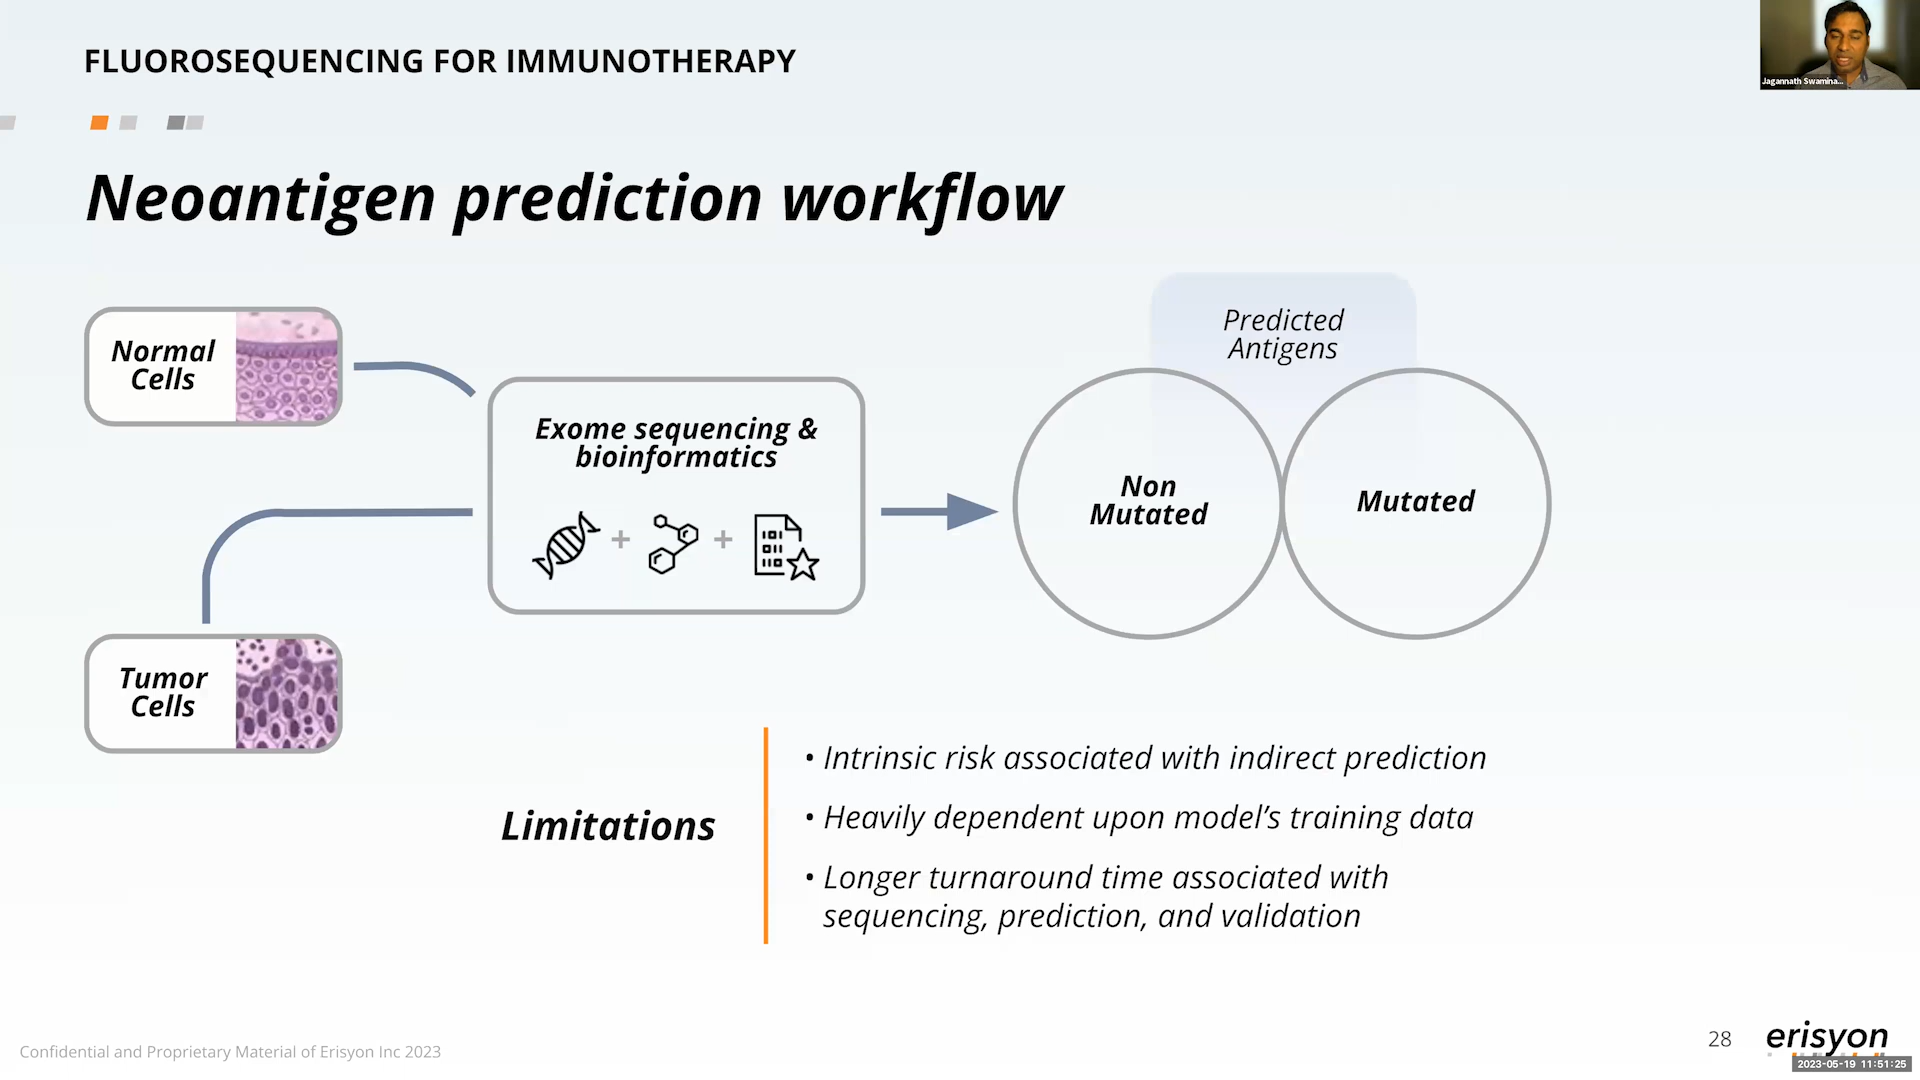 FLUOROSEQUENCING FOR IMMUNOTHERAPY
Jagannath Swamina...
Neoantigen prediction workflow
Normal
Cells
Tumor
Cells
Exome sequencing &
bioinformatics
+ +
Predicted
Antigens
Non
Mutated
Mutated
Limitations
• Intrinsic risk associated with indirect prediction
• Heavily dependent upon model’s training data
• Longer turnaround time associated with
sequencing, prediction, and validation
Confidential and Proprietary Material of Erisyon Inc 2023
28
erisyon
2023-05-19 11:51:25